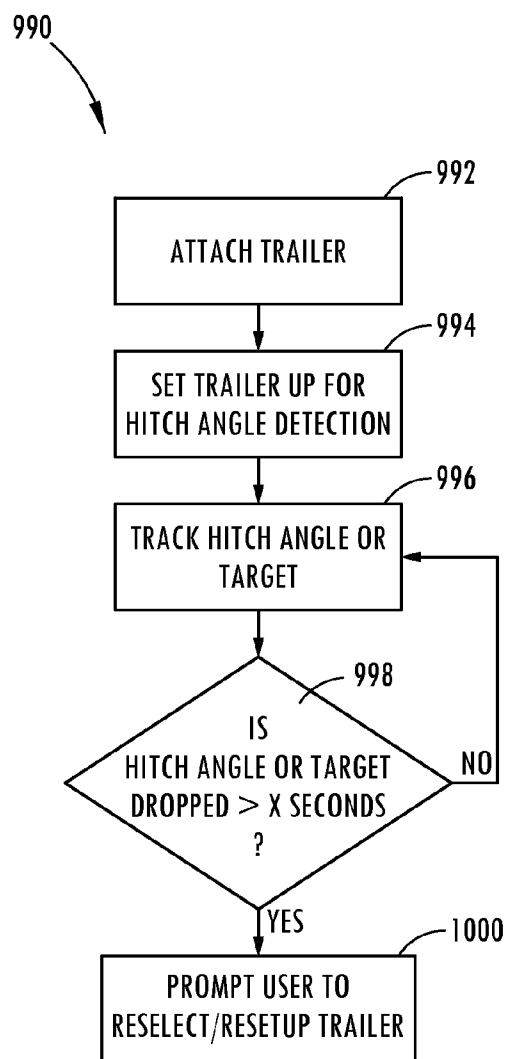 990
992
ATTACH TRAILER
994
SET TRAILER UP FOR
HITCH ANGLE DETECTION
996
TRACK HITCH ANGLE OR
TARGET
998
IS
HITCH ANGLE OR TARGET
DROPPED > X SECONDS
?
NO
YES
1000
PROMPT USER TO
RESELECT/RESETUP TRAILER